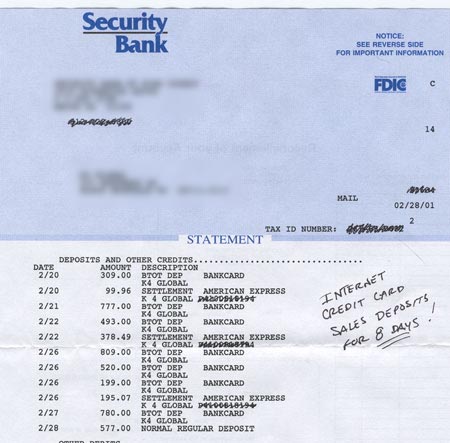 Security
Bank
NOTICE:
SEE REVERSE SIDE
FOR IMPORTANT INFORMATION
FDIC
C
14
MAIL
02/28/01
2
TAX ID NUMBER:
STATEMENT
DEPOSITS AND OTHER CREDITS....................................
DATE AMOUNT DESCRIPTION
2/20 309.00 BTOT DEP BANKCARD
K4 GLOBAL
2/20 99.96 SETTLEMENT AMERICAN EXPRESS
K 4 GLOBAL
2/21 777.00 BTOT DEP BANKCARD
K4 GLOBAL
2/22 493.00 BTOT DEP BANKCARD
K4 GLOBAL
2/22 378.49 SETTLEMENT AMERICAN EXPRESS
K 4 GLOBAL
2/26 809.00 BTOT DEP BANKCARD
K4 GLOBAL
2/26 520.00 BTOT DEP BANKCARD
K4 GLOBAL
2/26 199.00 BTOT DEP BANKCARD
K4 GLOBAL
2/26 195.07 SETTLEMENT AMERICAN EXPRESS
K 4 GLOBAL
2/27 780.00 BTOT DEP BANKCARD
K4 GLOBAL
2/28 577.00 NORMAL REGULAR DEPOSIT
OTHER DEBITS
INTERNET
CREDIT CARD
SALES DEPOSITS
FOR 8 DAYS!